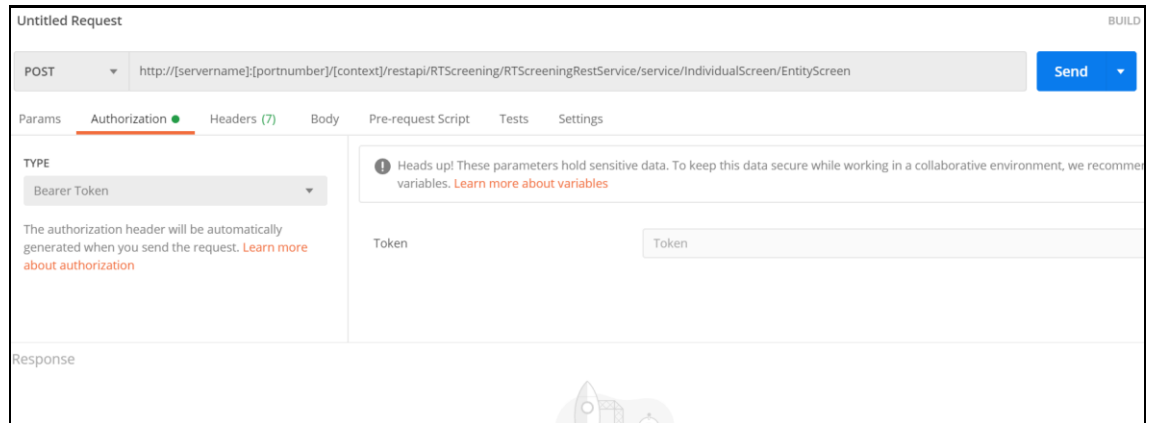 Untitled Request
BUILD
POST
http://[servername]:[portnumber]/[context]/restapi/RTScreening/RTScreeningRestService/service/IndividualScreen/EntityScreen
Send
Params Authorization Headers (7) Body Pre-request Script Tests Settings
TYPE
Bearer Token
The authorization header will be automatically
generated when you send the request. Learn more
about authorization
Heads up! These parameters hold sensitive data. To keep this data secure while working in a collaborative environment, we recommer
variables. Learn more about variables
Token
Token
Response